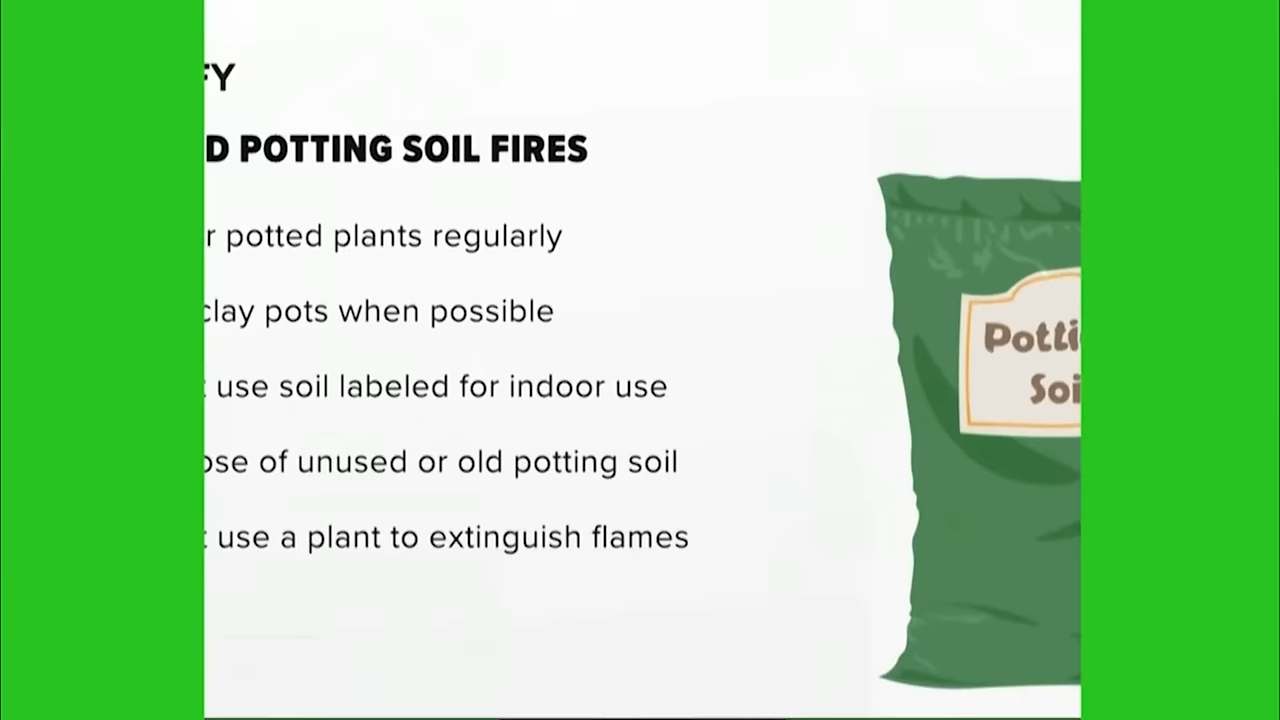 FY
D POTTING SOIL FIRES
r potted plants regularly
clay pots when possible
use soil labeled for indoor use
ose of unused or old potting soil
use a plant to extinguish flames
Potti
Soi